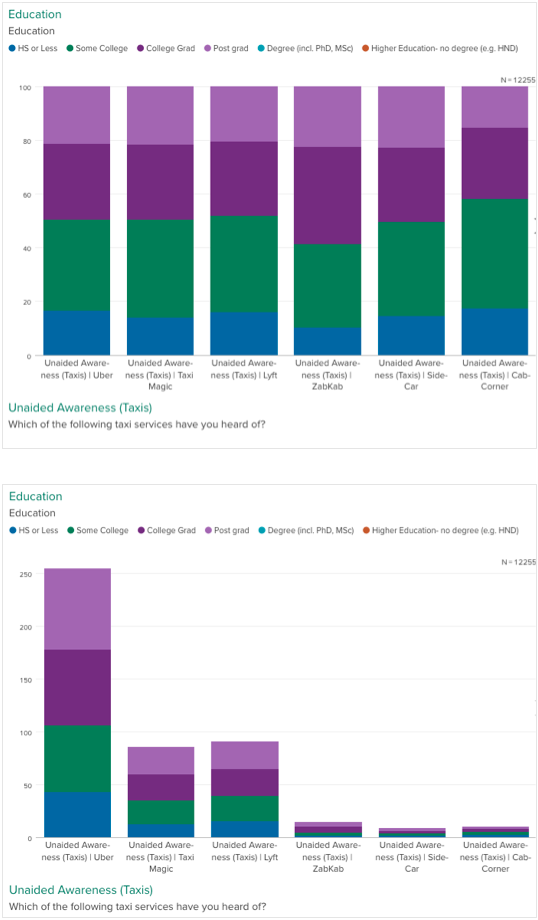 Education
Education
HS or Less Some College College Grad Post grad Degree (incl. PhD, MSc) Higher Education- no degree (e.g. HND)
N=12255
100
80
60
40
20
0
Unaided Aware-
ness (Taxis) | Uber
Unaided Aware-
ness (Taxis) | Taxi
Magic
Unaided Aware-
ness (Taxis) | Lyft
Unaided Aware-
ness (Taxis) |
ZabKab
Unaided Aware-
ness (Taxis) | Side-
Car
Unaided Aware-
ness (Taxis) | Cab-
Corner
Unaided Awareness (Taxis)
Which of the following taxi services have you heard of?
Education
Education
HS or Less Some College College Grad Post grad Degree (incl. PhD, MSc) Higher Education- no degree (e.g. HND)
N=12255
250
200
150
100
50
0
Unaided Aware-
ness (Taxis) | Uber
Unaided Aware-
ness (Taxis) | Taxi
Magic
Unaided Aware-
ness (Taxis) | Lyft
Unaided Aware-
ness (Taxis) |
ZabKab
Unaided Aware-
ness (Taxis) | Side-
Car
Unaided Aware-
ness (Taxis) | Cab-
Corner
Unaided Awareness (Taxis)
Which of the following taxi services have you heard of?